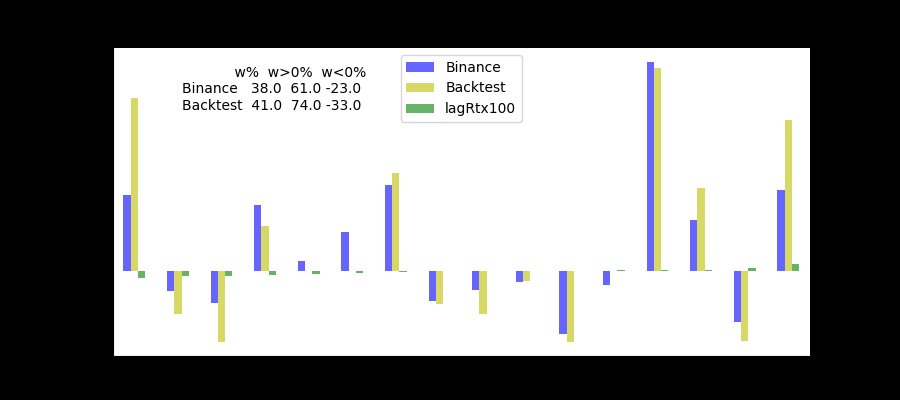 w%  w>0%  w<0%
Binance   38.0  61.0 -23.0
Backtest  41.0  74.0 -33.0
Binance
Backtest
lagRtx100